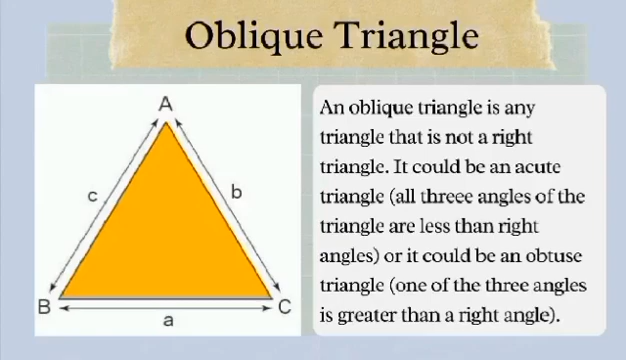 Oblique Triangle
A
c
b
B
C
a
An oblique triangle is any
triangle that is not a right
triangle. It could be an acute
triangle (all threee angles of the
triangle are less than right
angles) or it could be an obtuse
triangle (one of the three angles
is greater than a right angle).